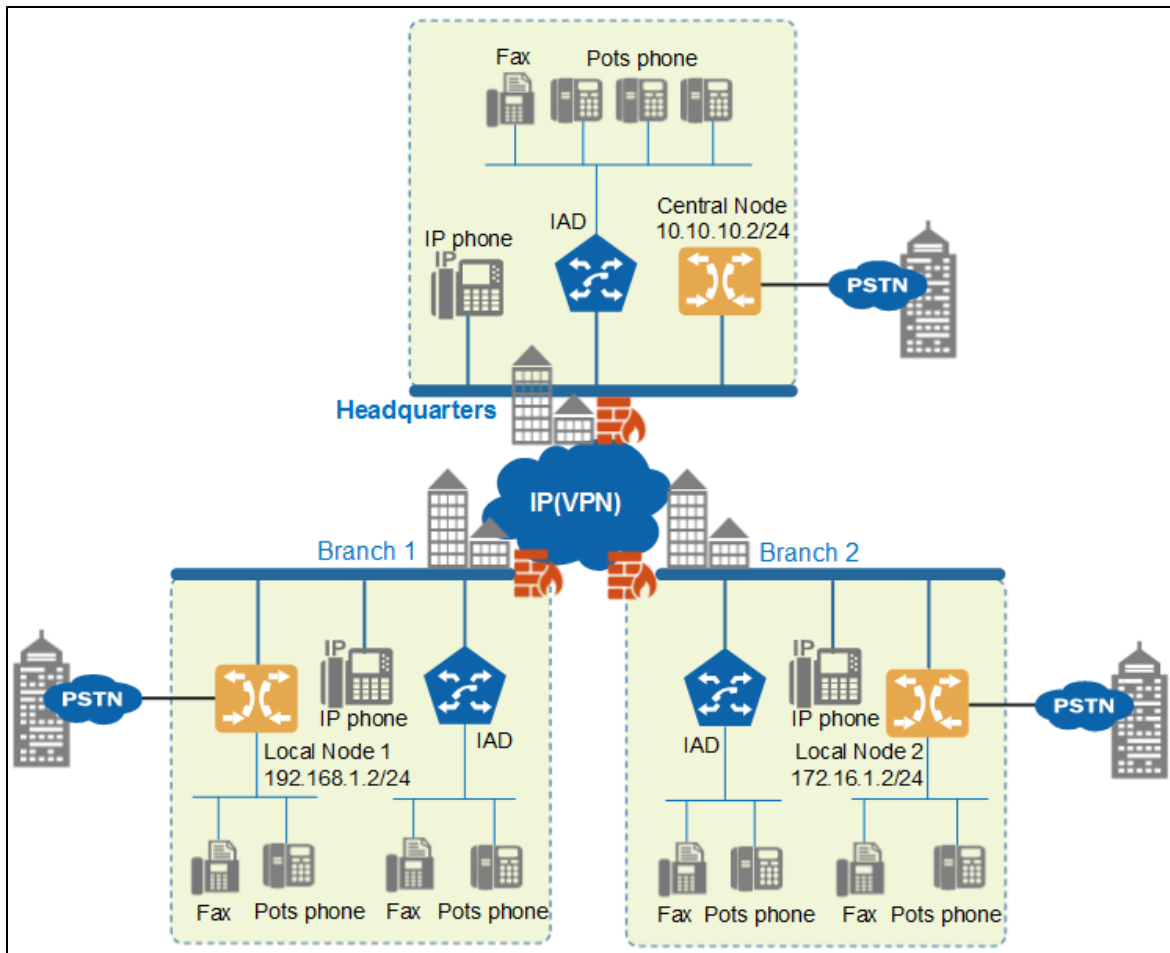 Fax
Pots phone
IAD
Central Node
10.10.10.2/24
IP phone
IP
PSTN
Headquarters
IP(VPN)
Branch 1
Branch 2
IP
IP
PSTN
IP phone
IAD
Local Node 1
192.168.1.2/24
IP phone
IAD
Local Node 2
172.16.1.2/24
PSTN
Fax
Pots phone
Fax
Pots phone
Fax
Pots phone
Fax
Pots phone